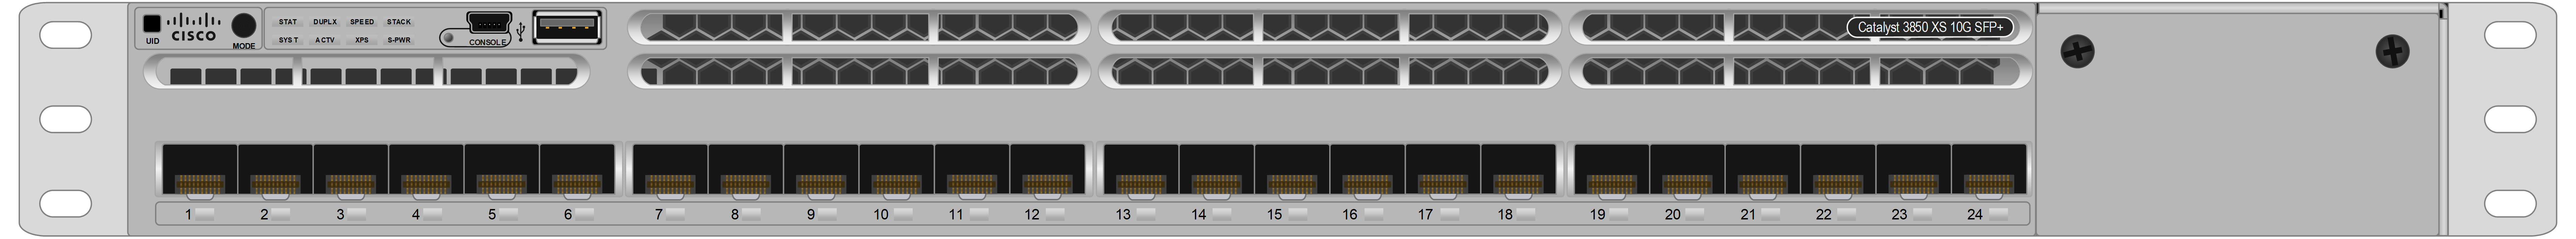 UID
CISCO
MODE
STAT DUPLX SPEED STACK
SYST ACTV XPS S-PWR
CONSOLE
Catalyst 3850 XS 10G SFP+
1 2 3 4 5 6 7 8 9 10 11 12 13 14 15 16 17 18 19 20 21 22 23 24